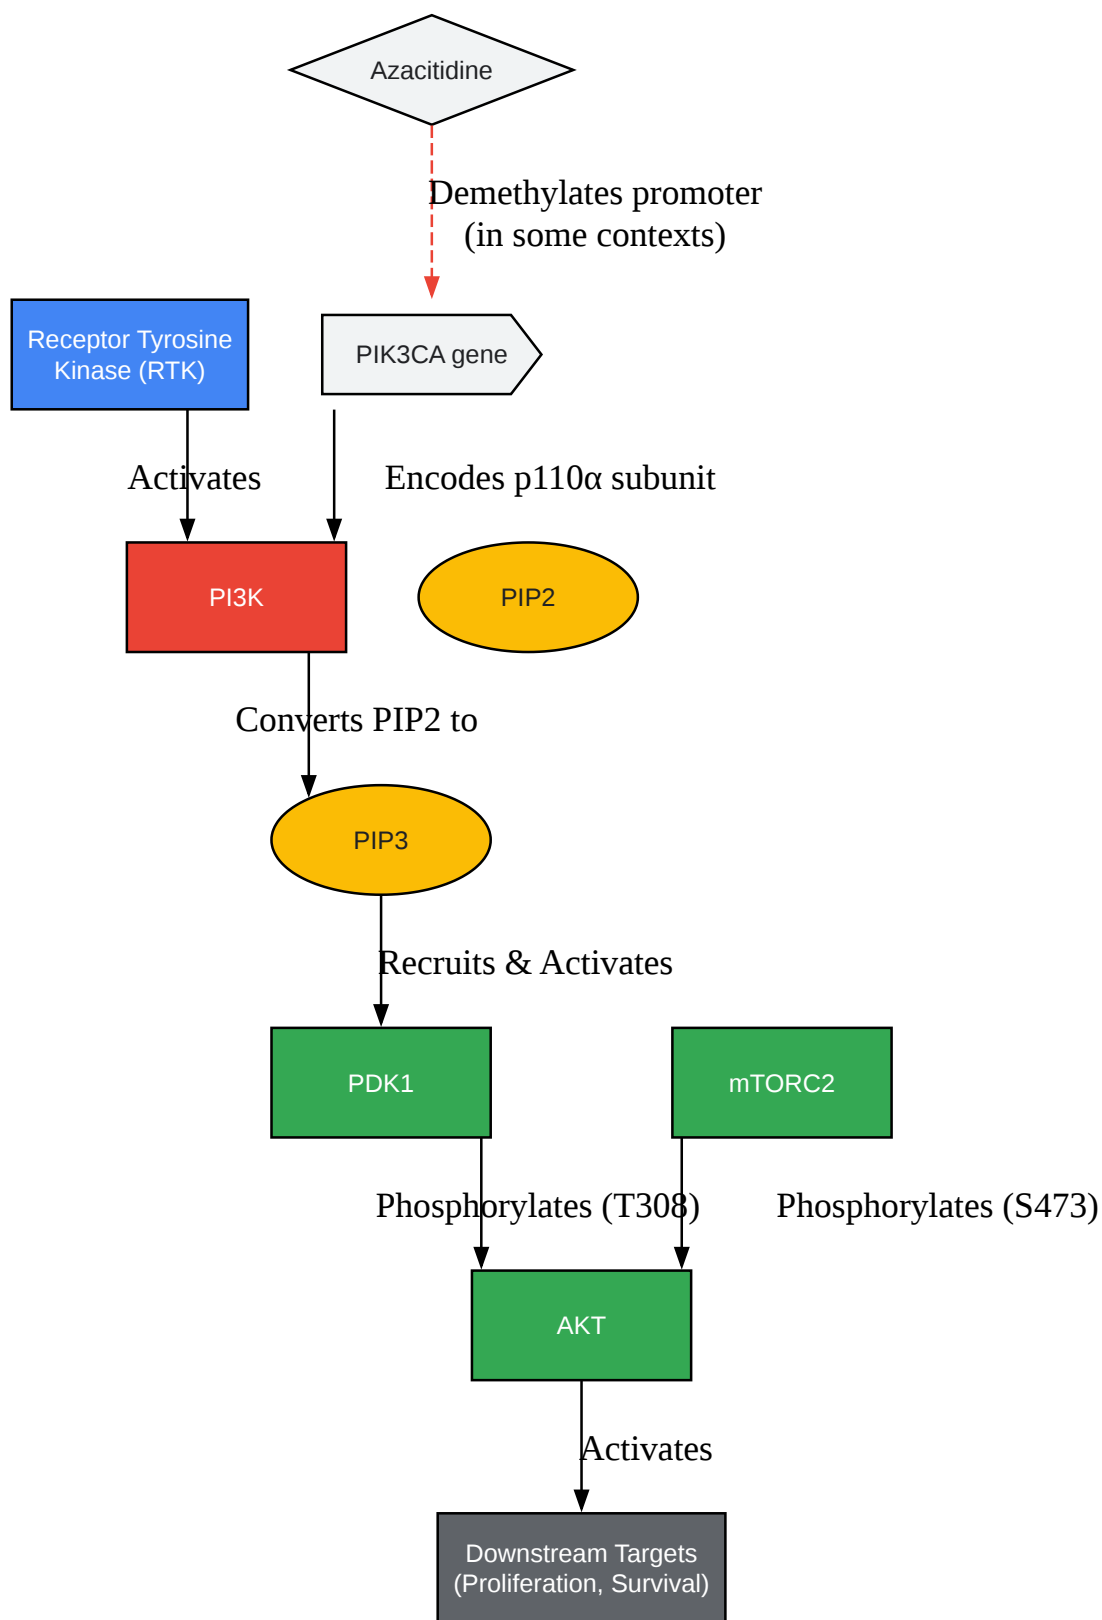 Azacitidine
Demethylates promoter
(in some contexts)
Receptor Tyrosine
Kinase (RTK)
PIK3CA gene
Activates
Encodes p110α subunit
PI3K
PIP2
Converts PIP2 to
PIP3
Recruits & Activates
PDK1
mTORC2
Phosphorylates (T308)
Phosphorylates (S473)
AKT
Activates
Downstream Targets
(Proliferation, Survival)